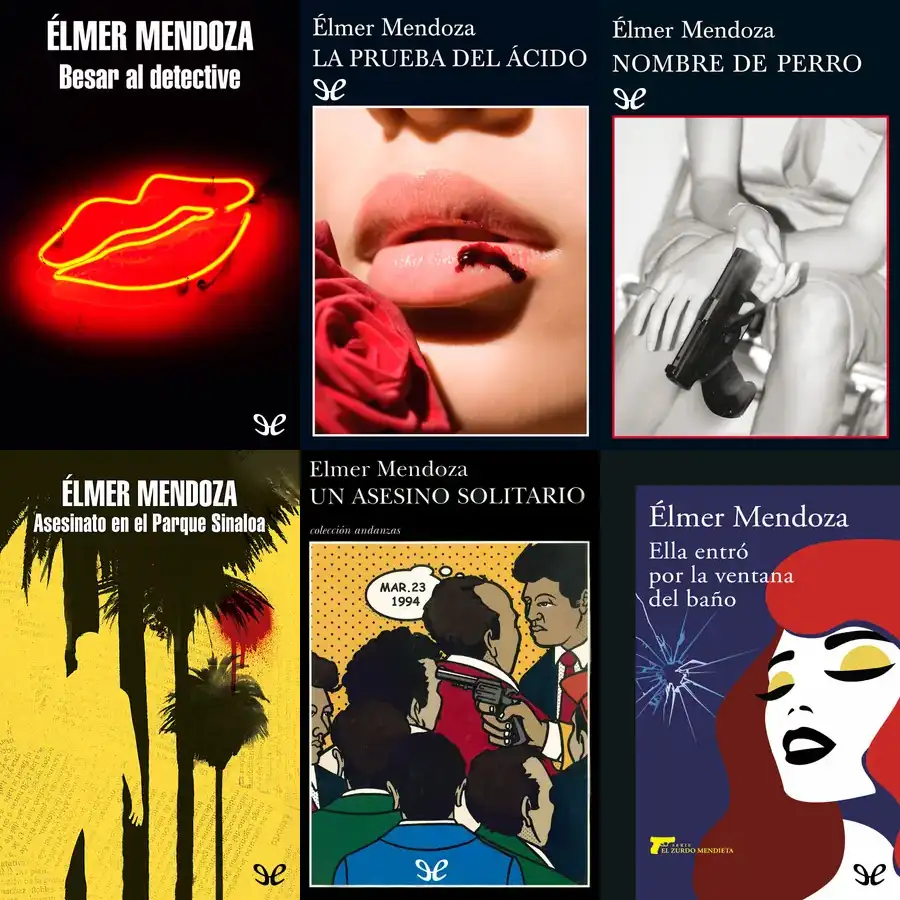 ÉLMER MENDOZA
Besar al detective
Élmer Mendoza
LA PRUEBA DEL ÁCIDO
Élmer Mendoza
NOMBRE DE PERRO
ÉLMER MENDOZA
Asesinato en el Parque Sinaloa
Elmer Mendoza
UN ASESINO SOLITARIO
colección andanzas
MAR.23
1994
Élmer Mendoza
Ella entró
por la ventana
del baño
SERIE
EL ZURDO MENDIETA